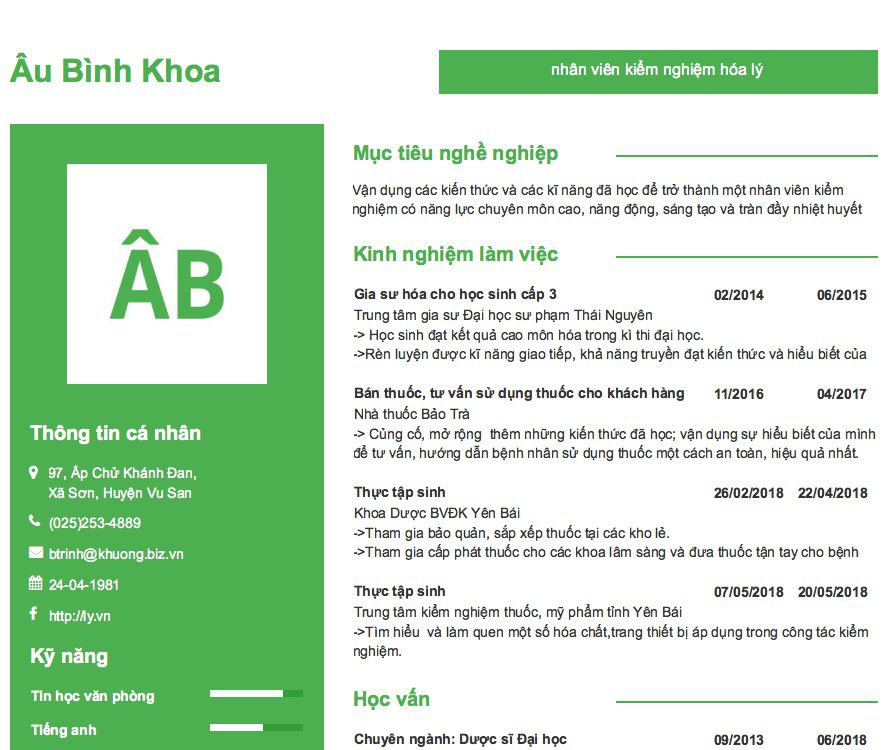 Âu Bình Khoa
nhân viên kiểm nghiệm hóa lý
ÂB
Thông tin cá nhân
97, Ấp Chử Khánh Đan,
Xã Sơn, Huyện Vu San
(025)253-4889
btrinh@khuong.biz.vn
24-04-1981
http://ly.vn
Kỹ năng
Tin học văn phòng
Tiếng anh
Mục tiêu nghề nghiệp
Vận dụng các kiến thức và các kĩ năng đã học để trở thành một nhân viên kiểm
nghiệm có năng lực chuyên môn cao, năng động, sáng tạo và tràn đầy nhiệt huyết
Kinh nghiệm làm việc
Gia sư hóa cho học sinh cấp 3 02/2014 06/2015
Trung tâm gia sư Đại học sư phạm Thái Nguyên
-> Học sinh đạt kết quả cao môn hóa trong kì thi đại học.
->Rèn luyện được kĩ năng giao tiếp, khả năng truyền đạt kiến thức và hiểu biết của
Bán thuốc, tư vấn sử dụng thuốc cho khách hàng 11/2016 04/2017
Nhà thuốc Bảo Trà
-> Củng cố, mở rộng thêm những kiến thức đã học; vận dụng sự hiểu biết của mình
để tư vấn, hướng dẫn bệnh nhân sử dụng thuốc một cách an toàn, hiệu quả nhất.
Thực tập sinh 26/02/2018 22/04/2018
Khoa Dược BVĐK Yên Bái
->Tham gia bảo quản, sắp xếp thuốc tại các kho lẻ.
->Tham gia cấp phát thuốc cho các khoa lâm sàng và đưa thuốc tận tay cho bệnh
Thực tập sinh 07/05/2018 20/05/2018
Trung tâm kiểm nghiệm thuốc, mỹ phẩm tỉnh Yên Bái
->Tìm hiểu và làm quen một số hóa chất,trang thiết bị áp dụng trong công tác kiểm
nghiệm.
Học vấn
Chuyên ngành: Dược sĩ Đại học 09/2013 06/2018